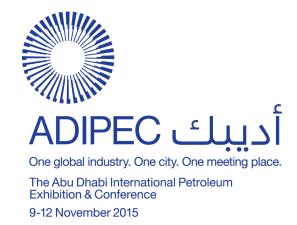 ADIPEC أديبك
One global industry. One city. One meeting place.
The Abu Dhabi International Petroleum
Exhibition & Conference
9-12 November 2015